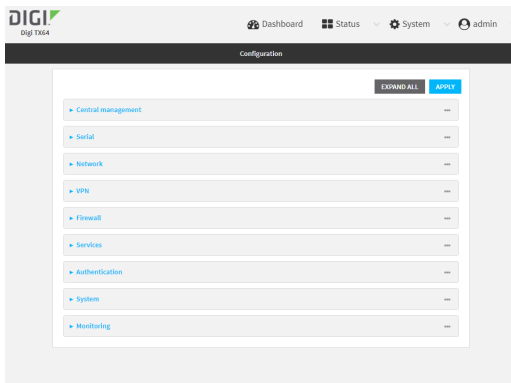 DIGI
Digi TX64
Dashboard
Status
System
admin
Configuration
EXPAND ALL
APPLY
Central management
Serial
Network
VPN
Firewall
Services
Authentication
System
Monitoring